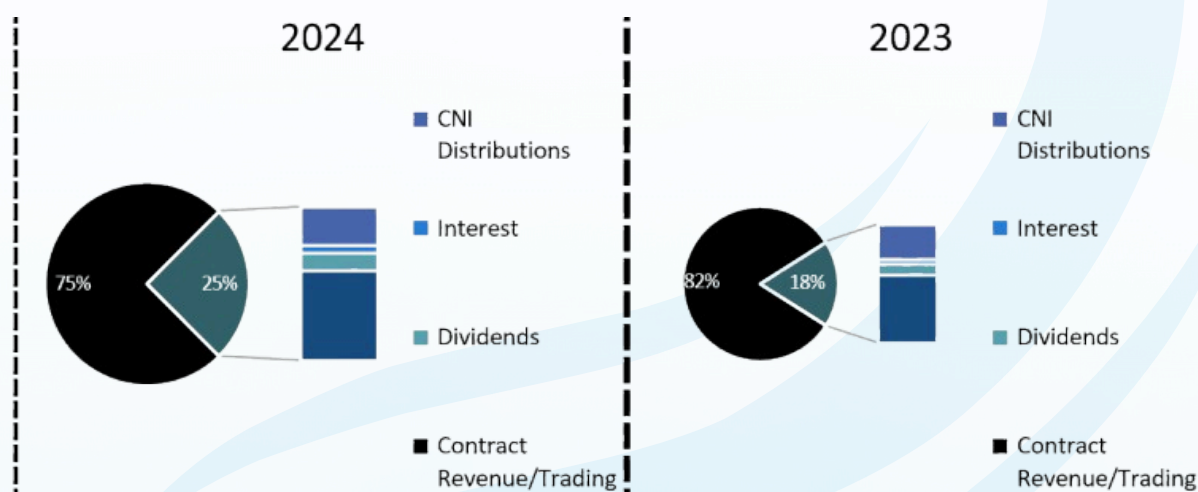 2024
CNI
Distributions
Interest
75%
25%
Dividends
Contract
Revenue/Trading
2023
CNI
Distributions
Interest
82%
18%
Dividends
Contract
Revenue/Trading